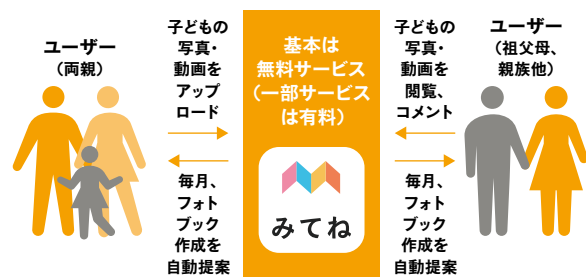 ユーザー
（両親）
子どもの
写真・
動画を
アップ
ロード
毎月、
フォト
ブック
作成を
自動提案
基本は
無料サービス
（一部サービス
は有料）
みてね
子どもの
写真・
動画を
閲覧、
コメント
毎月、
フォト
ブック
作成を
自動提案
ユーザー
（祖父母、
親族他）